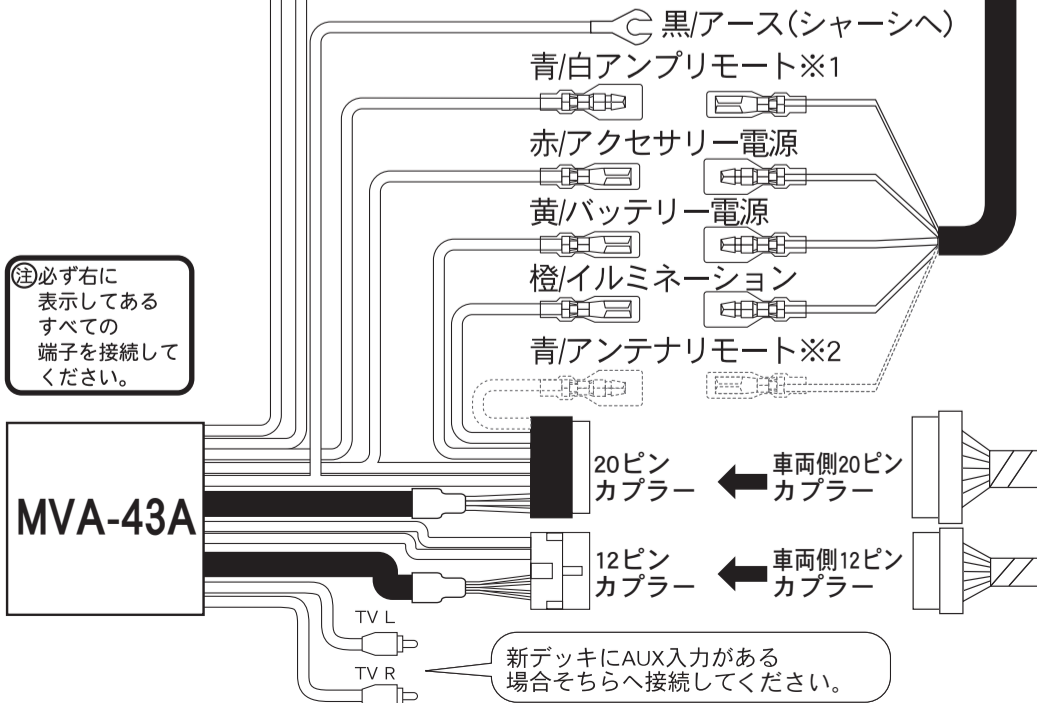 黒/アース(シャーシへ)
青/白アンプリモート※1
赤/アクセサリー電源
黄/バッテリー電源
橙/イルミネーション
青/アンテナリモート※2
注必ず右に
表示してある
すべての
端子を接続して
ください。
MVA-43A
20ピン
カプラー
車両側20ピン
カプラー
12ピン
カプラー
車両側12ピン
カプラー
TV L
TV R
新デッキにAUX入力がある
場合そちらへ接続してください。